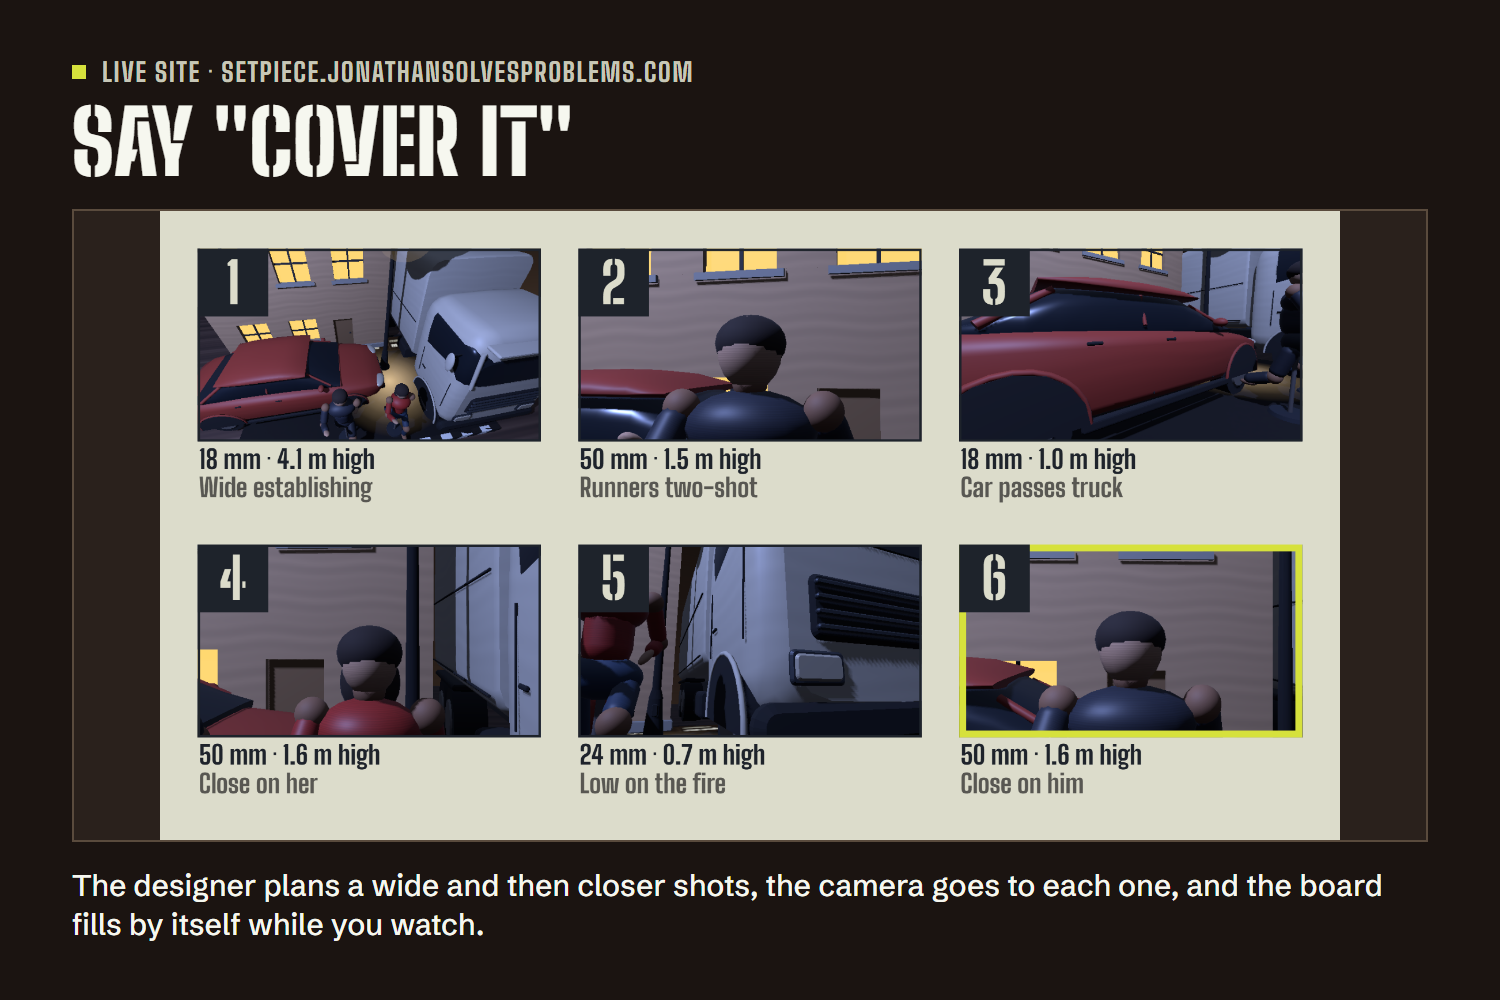 LIVE SITE · SETPIECE.JONATHANSOLVESPROBLEMS.COM
SAY "COVER IT"
1
2
3
18 mm · 4.1 m high
Wide establishing
50 mm · 1.5 m high
Runners two-shot
18 mm · 1.0 m high
Car passes truck
4
5
6
50 mm · 1.6 m high
Close on her
24 mm · 0.7 m high
Low on the fire
50 mm · 1.6 m high
Close on him
The designer plans a wide and then closer shots, the camera goes to each one, and the board
fills by itself while you watch.